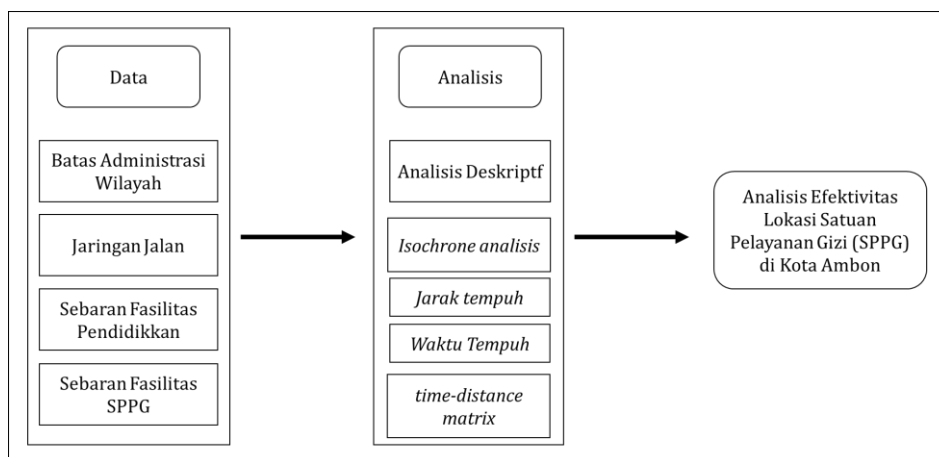 Data
Batas Administrasi
Wilayah
Jaringan Jalan
Sebaran Fasilitas
Pendidikkan
Sebaran Fasilitas
SPPG
Analisis
Analisis Deskriptf
Isochrone analisis
Jarak tempuh
Waktu Tempuh
time-distance
matrix
Analisis Efektivitas
Lokasi Satuan
Pelayanan Gizi (SPPG)
di Kota Ambon